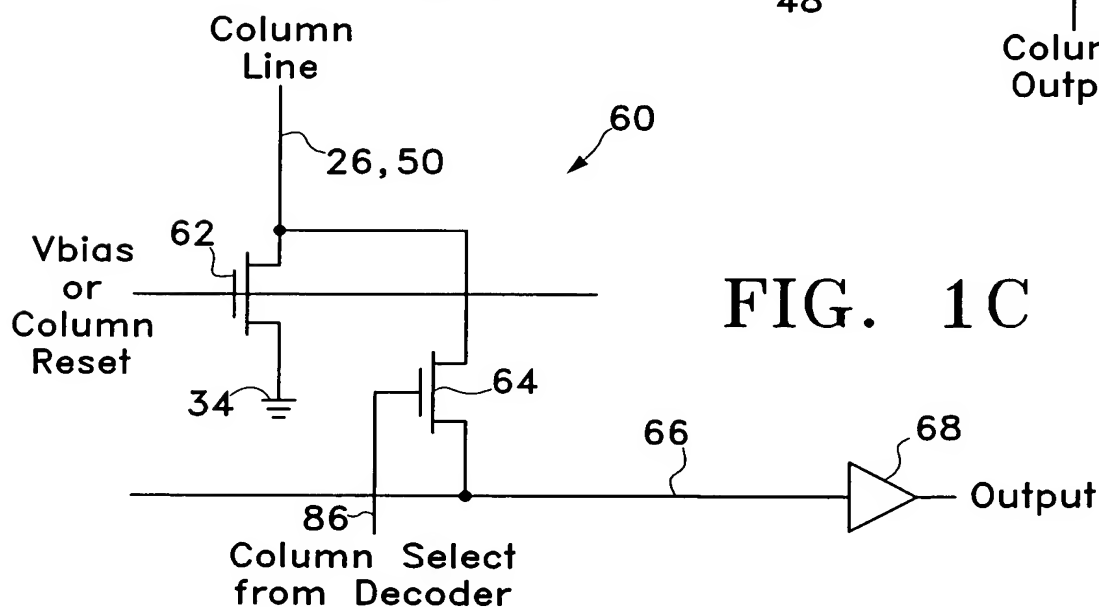 48
Column
Line
Outp
60
26,50
62
Vbias
or
Column
Reset
FIG. 1C
34
64
66
68
Output
86
Column Select
from Decoder